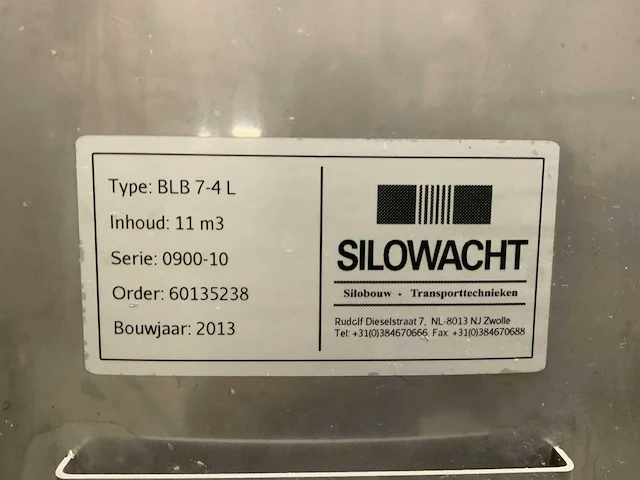 Type: BLB 7-4 L
Inhoud: 11 m3
Serie: 0900-10
Order: 60135238
Bouwjaar: 2013
SILOWACHT
Silobouw · Transporttechnieken
Rudolf Dieselstraat 7, NL-8013 NJ Zwolle
Tel: +31(0)384670666, Fax: +31(0)384670688